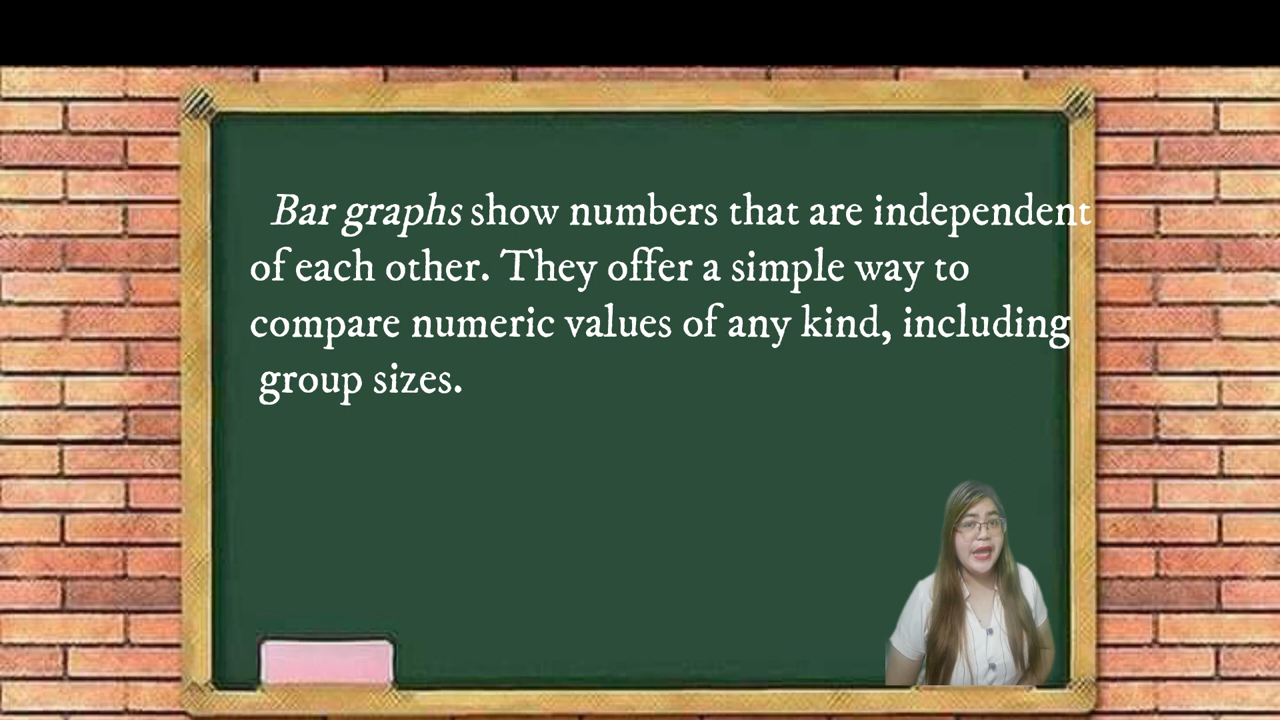 Bar graphs show numbers that are independent
of each other. They offer a simple way to
compare numeric values of any kind, including
group sizes.